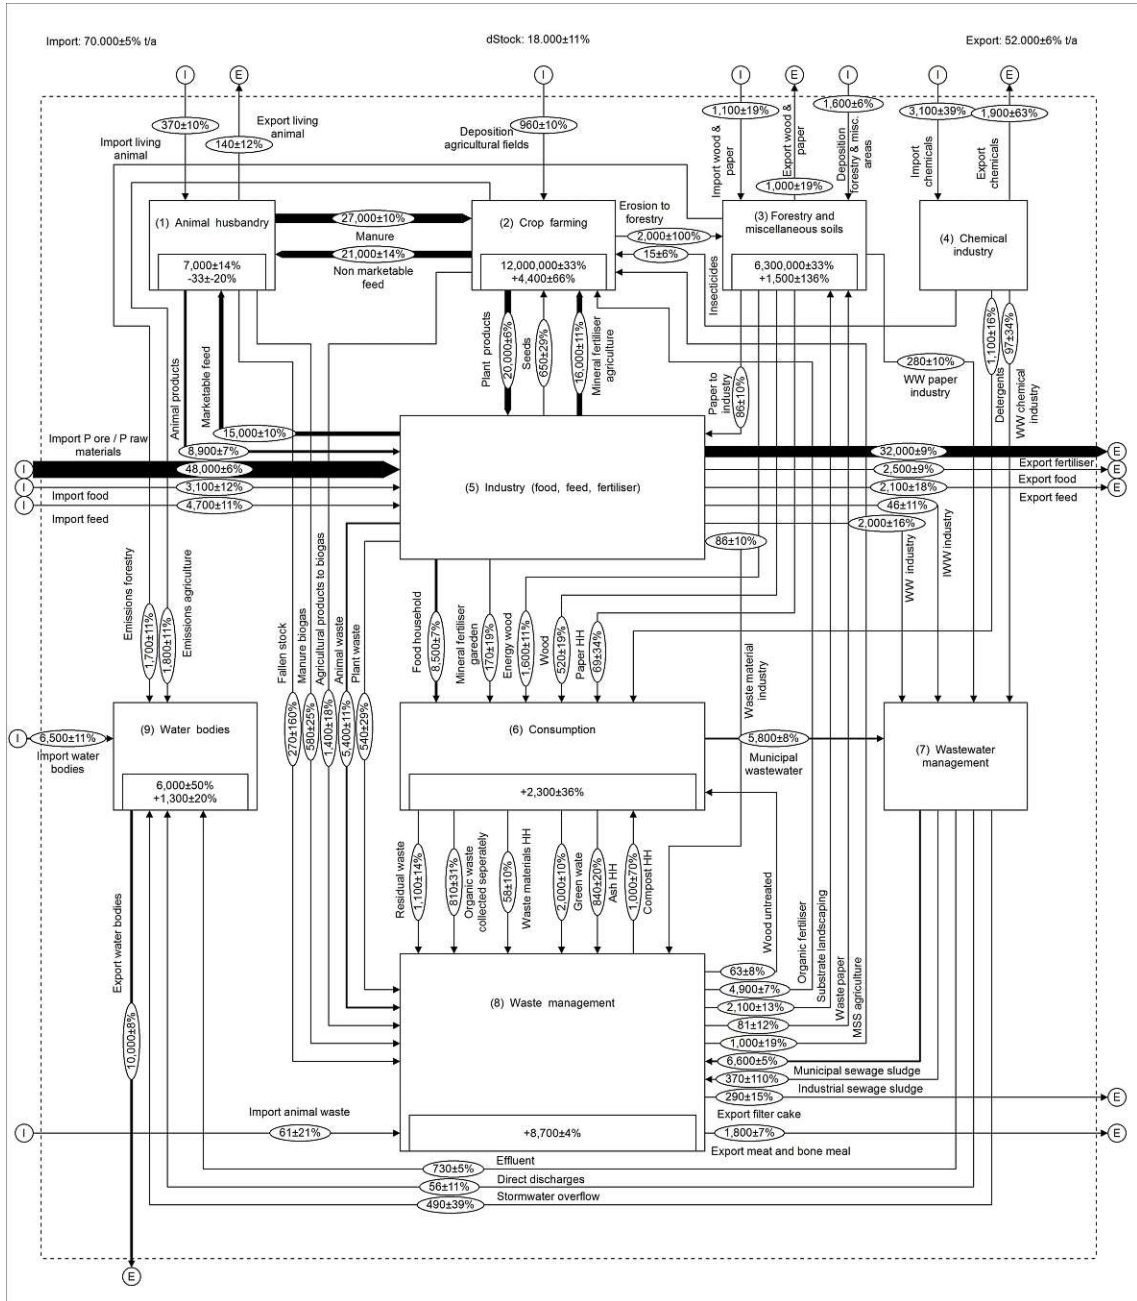 Import: 70.000±5% t/a
dStock: 18.000±11%
Export: 52.000±6% t/a
I
E
I
I
E
I
I
E
370±10%
Import living
animal
Export living
animal
140±12%
Deposition
agricultural fields
960±10%
1,100±19%
Import wood &
paper
Export wood &
paper
1,000±19%
1,600±6%
Deposition
forestry & misc.
areas
3,100±39%
Import
chemicals
1,900±63%
Export
chemicals
(1) Animal husbandry
7,000±14%
-33±-20%
27,000±10%
Manure
21,000±14%
Non marketable
feed
(2) Crop farming
12,000,000±33%
+4,400±66%
Erosion to
forestry
2,000±100%
15±6%
Insecticides
(3) Forestry and
miscellaneous soils
6,300,000±33%
+1,500±136%
(4) Chemical
industry
Animal products
Marketable feed
Plant products
20,000±6%
Seeds
650±29%
16,000±11%
Mineral fertiliser
agriculture
Paper to
industry
86±10%
280±10%
WW paper
industry
Detergents
1,100±16%
97±34%
WW chemical
industry
15,000±10%
8,900±7%
Import P ore / P raw
materials
I
48,000±6%
I
3,100±12%
Import food
I
4,700±11%
Import feed
(5) Industry (food, feed, fertiliser)
32,000±9%
E
Export fertiliser
2,500±9%
E
Export food
2,100±18%
E
Export feed
46±11%
2,000±16%
86±10%
WW industry
IWW industry
Emissions forestry
1,700±11%
1,800±11%
Emissions agriculture
Fallen stock
270±160%
Manure biogas
580±25%
Agricultural products to biogas
1,400±18%
Animal waste
5,400±11%
Plant waste
540±29%
Food household
8,500±7%
Mineral fertiliser
gareden
170±19%
Energy wood
1,600±11%
Wood
520±19%
Paper HH
69±34%
Waste material
industry
I
6,500±11%
Import water
bodies
(9) Water bodies
6,000±50%
+1,300±20%
(6) Consumption
+2,300±36%
5,800±8%
Municipal
wastewater
(7) Wastewater
management
Residual waste
1,100±14%
810±31%
Organic waste
collected seperately
58±10%
Waste materials HH
2,000±10%
Green wate
840±20%
Ash HH
1,000±70%
Compost HH
Wood untreated
Organic fertiliser
Substrate landscaping
Waste paper
MSS agriculture
Export water bodies
10,000±8%
(8) Waste management
+8,700±4%
63±8%
4,900±7%
2,100±13%
81±12%
1,000±19%
6,600±5%
Municipal sewage sludge
370±110%
Industrial sewage sludge
290±15%
E
Export filter cake
1,800±7%
E
Export meat and bone meal
Import animal waste
I
61±21%
Effluent
730±5%
Direct discharges
56±11%
Stormwater overflow
490±39%
E